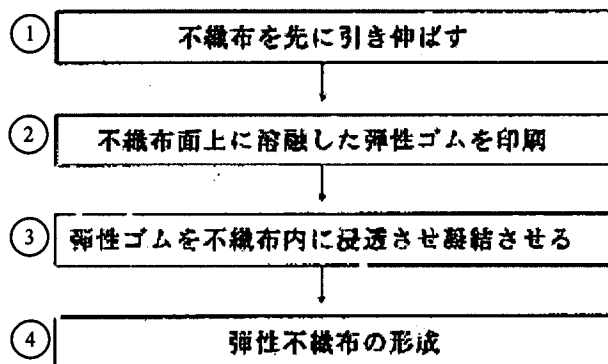 ① 不織布を先に引き伸ばす
② 不織布面上に溶融した弾性ゴムを印刷
③ 弾性ゴムを不織布内に浸透させ凝結させる
④ 弾性不織布の形成